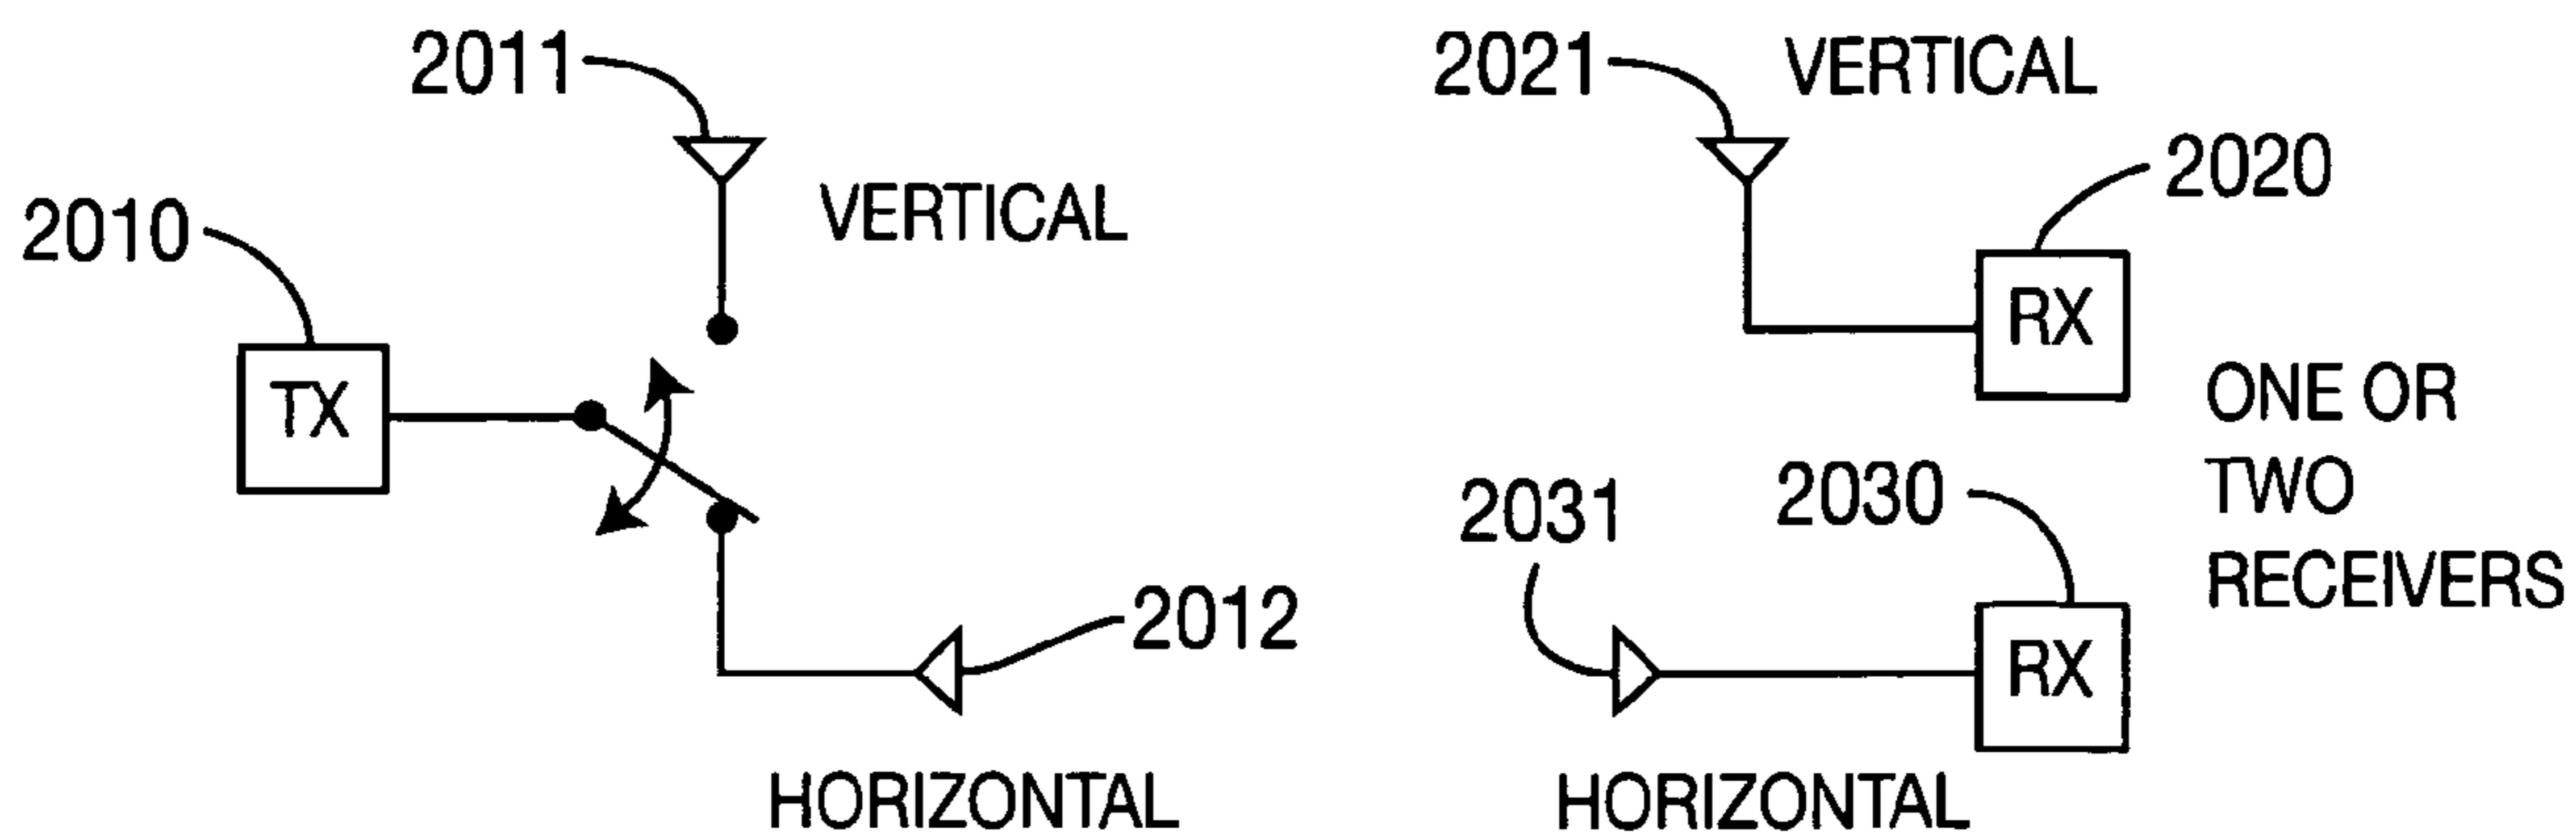 2011
VERTICAL
2010
TX
2012
HORIZONTAL
2021
VERTICAL
2020
RX
ONE OR
TWO
RECEIVERS
2031
2030
RX
HORIZONTAL